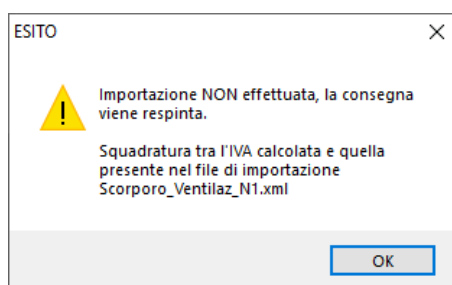 ESITO
Importazione NON effettuata, la consegna
viene respinta.
Squadratura tra l'IVA calcolata e quella
presente nel file di importazione
Scorporo_Ventilaz_N1.xml
OK